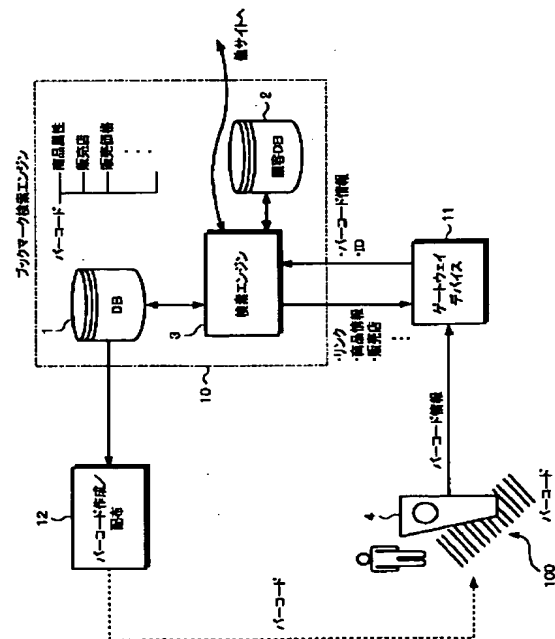 ブックマーク検索エンジン
バーコード
商品属性
販売店
販売価格
他サイトへ
1
DB
2
顧客DB
3
検索エンジン
10
・リンク
・商品情報
・販売店
・バーコード情報
・ID
11
ゲートウェイ
デバイス
12
バーコード作成/
配布
バーコード情報
4
バーコード
100
バーコード